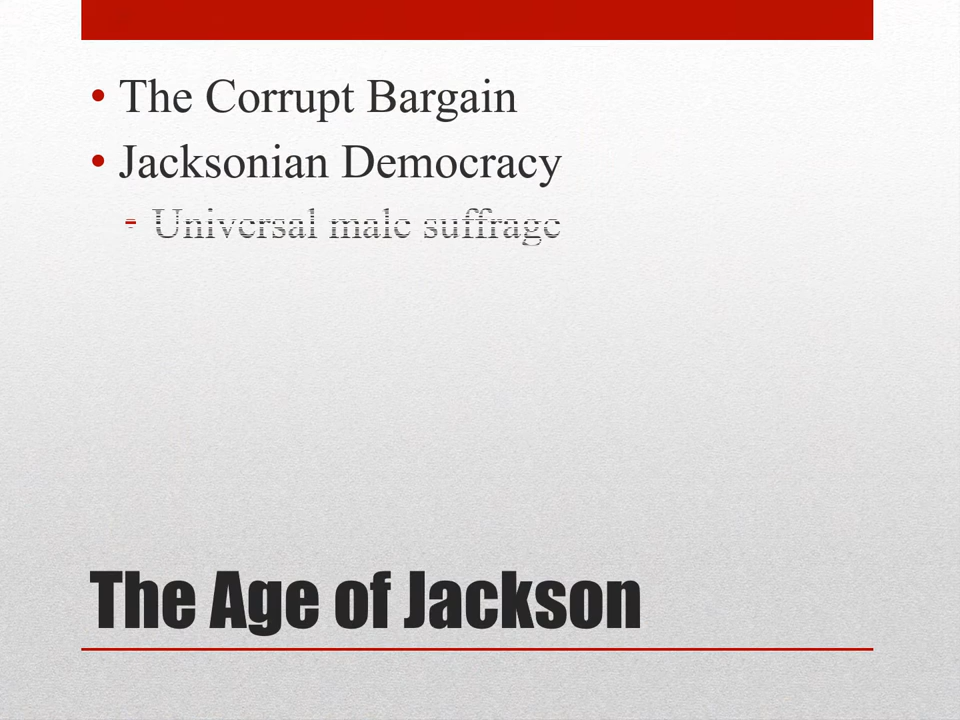 • The Corrupt Bargain
• Jacksonian Democracy
▪ Universal male suffrage
The Age of Jackson